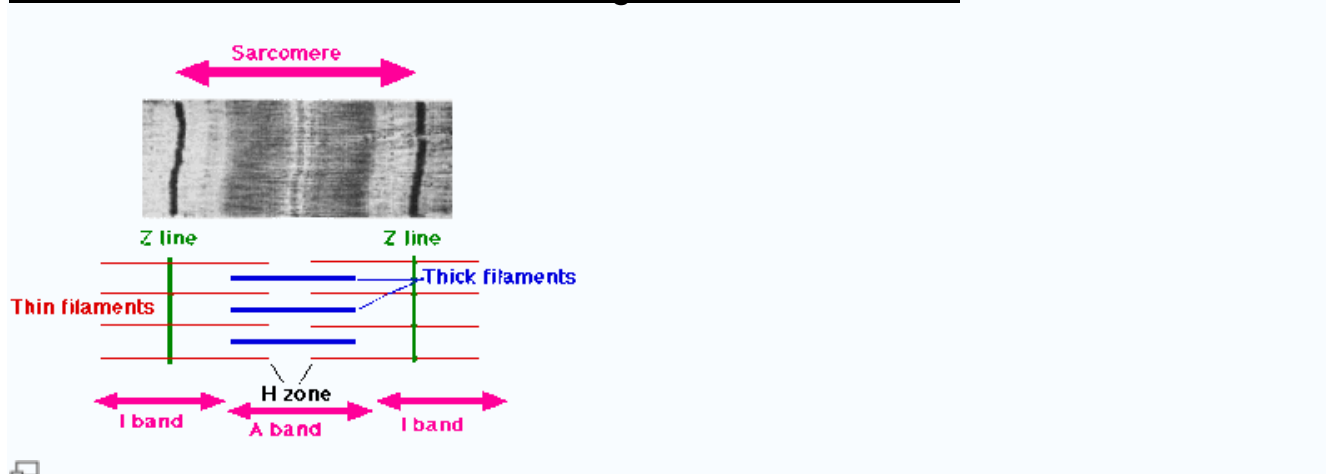 Sarcomere
Z line Z line
Thick filaments
Thin filaments
H zone
I band A band I band